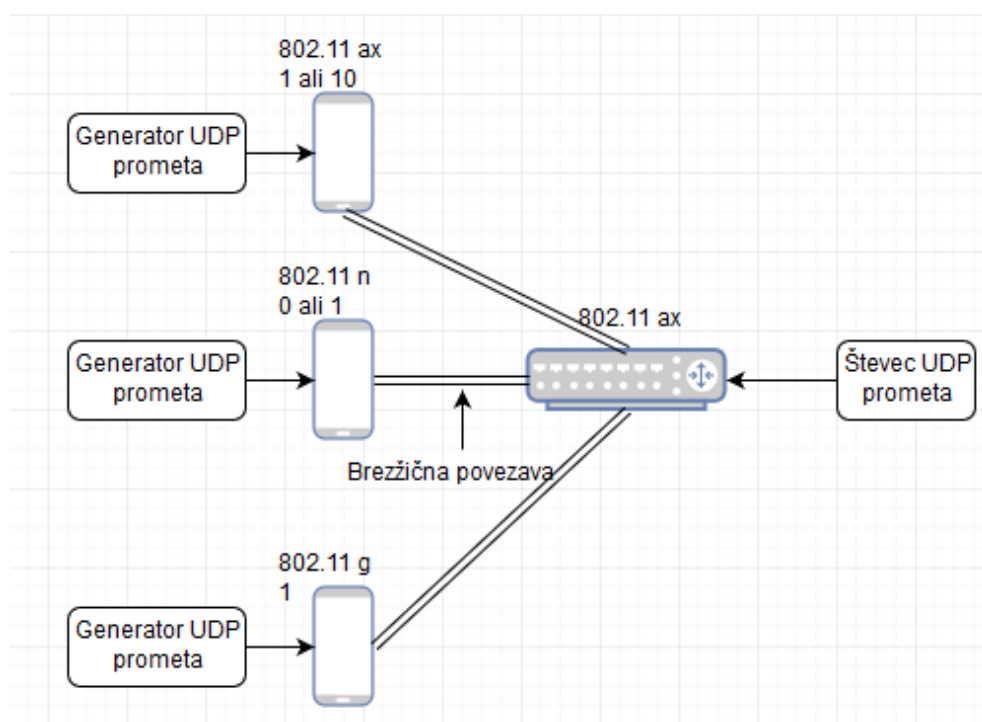 802.11 ax
1 ali 10
Generator UDP
prometa
802.11 n
0 ali 1
802.11 ax
Generator UDP
prometa
Števec UDP
prometa
Brezžična povezava
802.11 g
1
Generator UDP
prometa